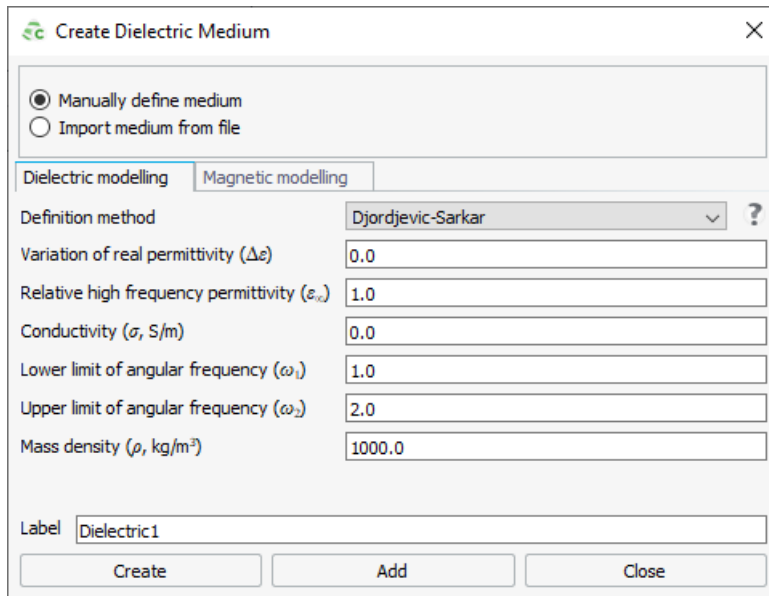 Create Dielectric Medium
Manually define medium
Import medium from file
Dielectric modelling Magnetic modelling
Definition method Djordjevic-Sarkar ?
Variation of real permittivity (Δε) 0.0
Relative high frequency permittivity (ε∞) 1.0
Conductivity (σ, S/m) 0.0
Lower limit of angular frequency (ω₁) 1.0
Upper limit of angular frequency (ω₂) 2.0
Mass density (ρ, kg/m³) 1000.0
Label Dielectric1
Create Add Close